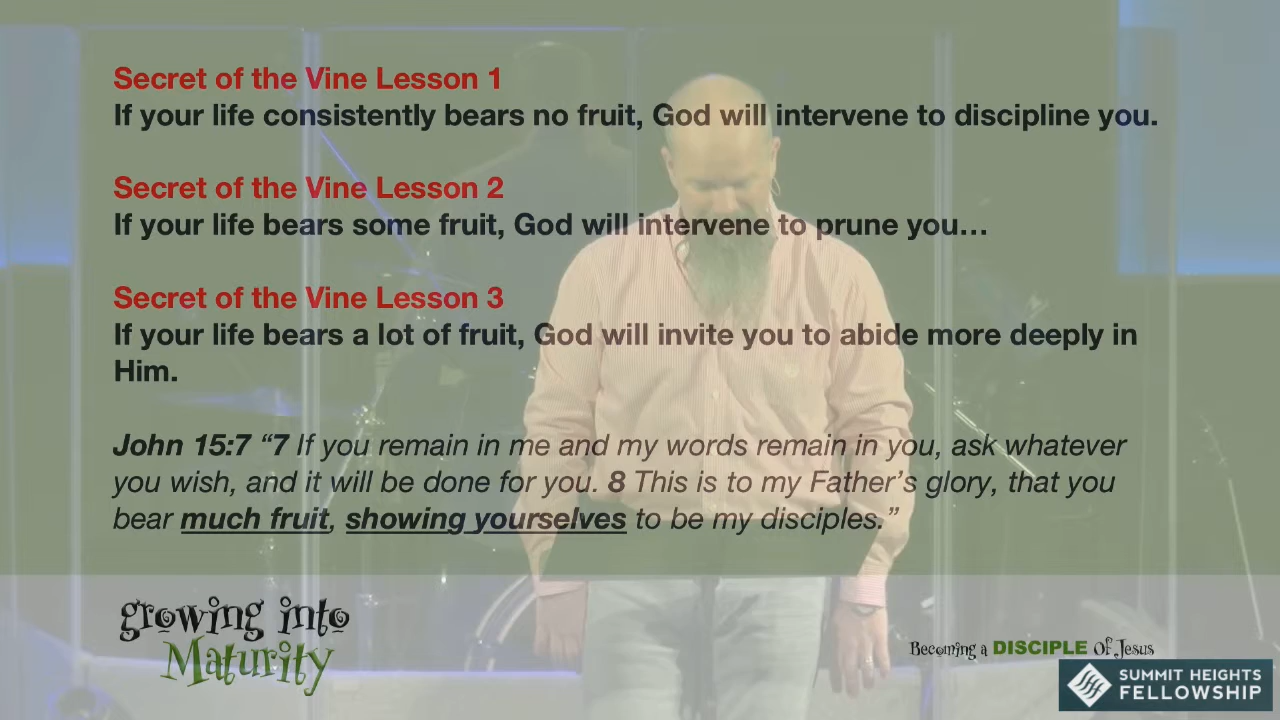 Secret of the Vine Lesson 1
If your life consistently bears no fruit, God will intervene to discipline you.
Secret of the Vine Lesson 2
If your life bears some fruit, God will intervene to prune you…
Secret of the Vine Lesson 3
If your life bears a lot of fruit, God will invite you to abide more deeply in
Him.
John 15:7 “7 If you remain in me and my words remain in you, ask whatever
you wish, and it will be done for you. 8 This is to my Father’s glory, that you
bear much fruit, showing yourselves to be my disciples.”
growing into
Maturity
Becoming a DISCIPLE Of Jesus
SUMMIT HEIGHTS
FELLOWSHIP